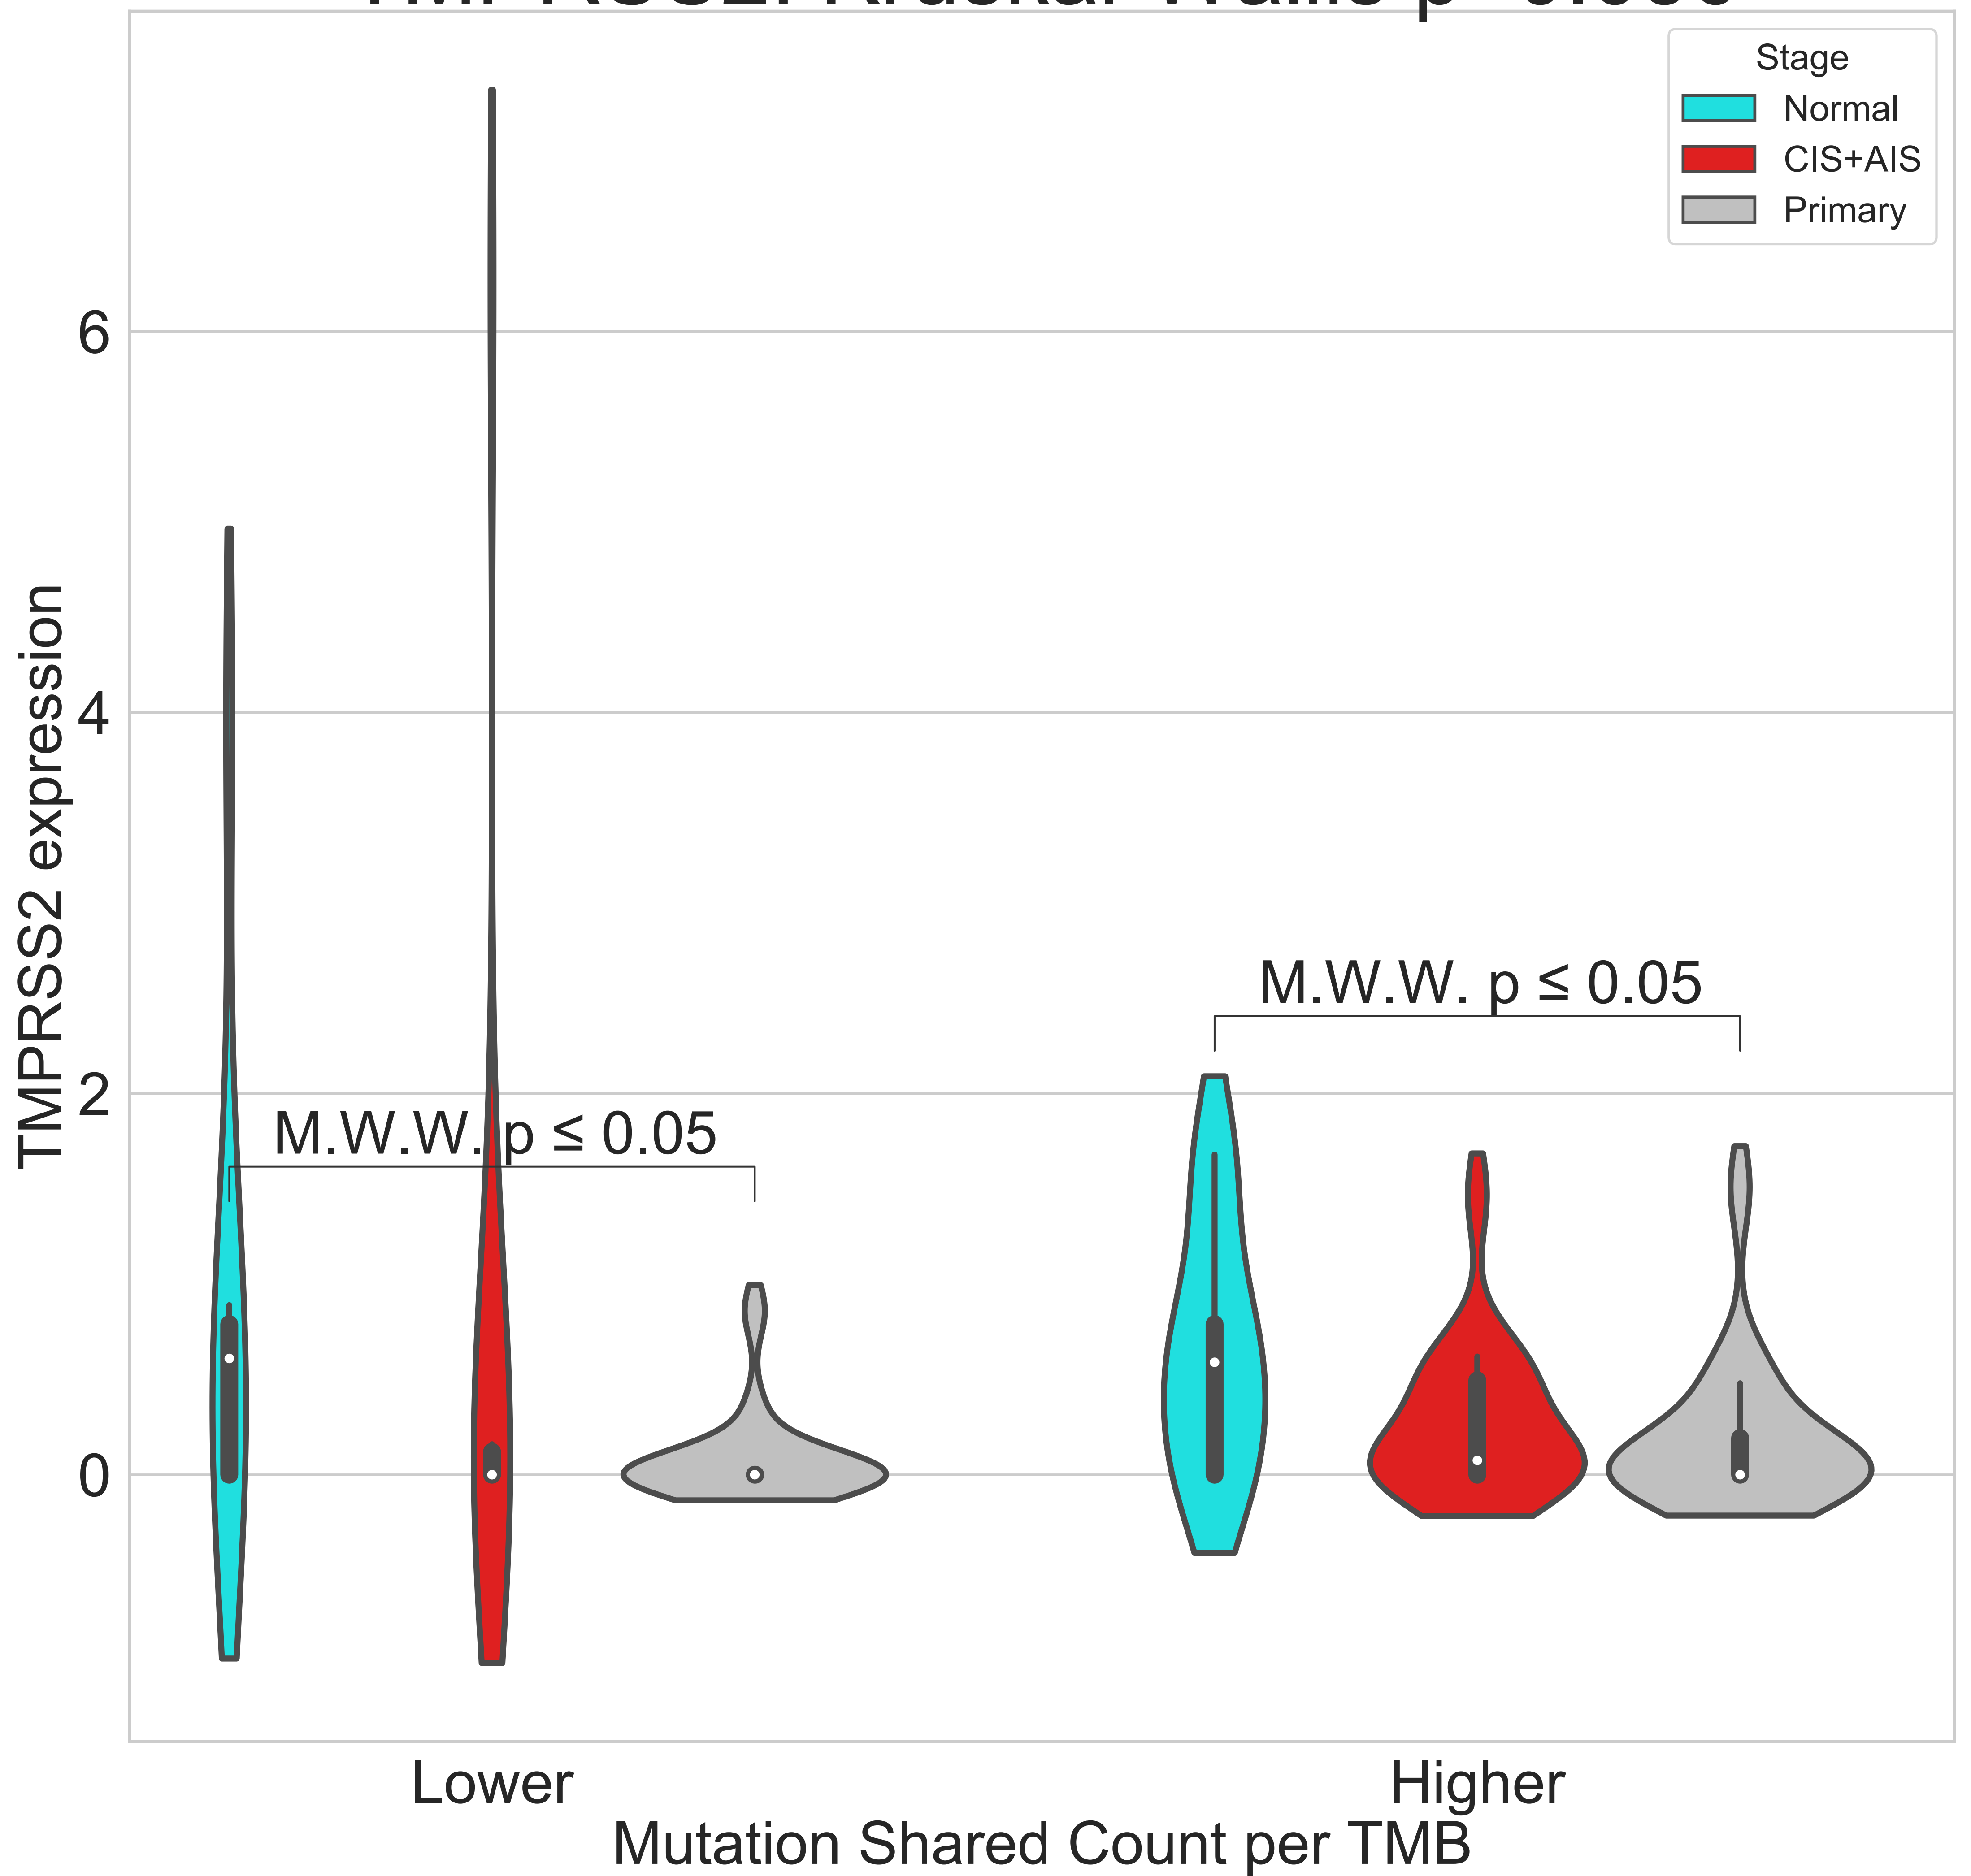 Stage
Normal
CIS+AIS
Primary
6
4
2
0
TMPRSS2 expression
M.W.W. p ≤ 0.05
M.W.W. p ≤ 0.05
Lower
Higher
Mutation Shared Count per TMB